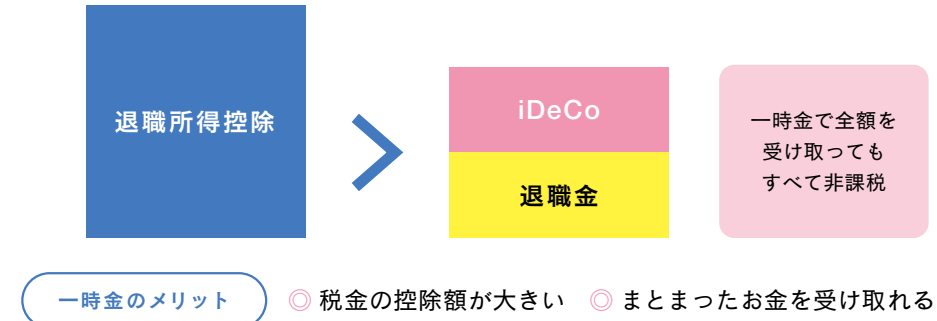 退職所得控除
iDeCo
退職金
一時金で全額を
受け取っても
すべて非課税
一時金のメリット ◎ 税金の控除額が大きい ◎ まとまったお金を受け取れる